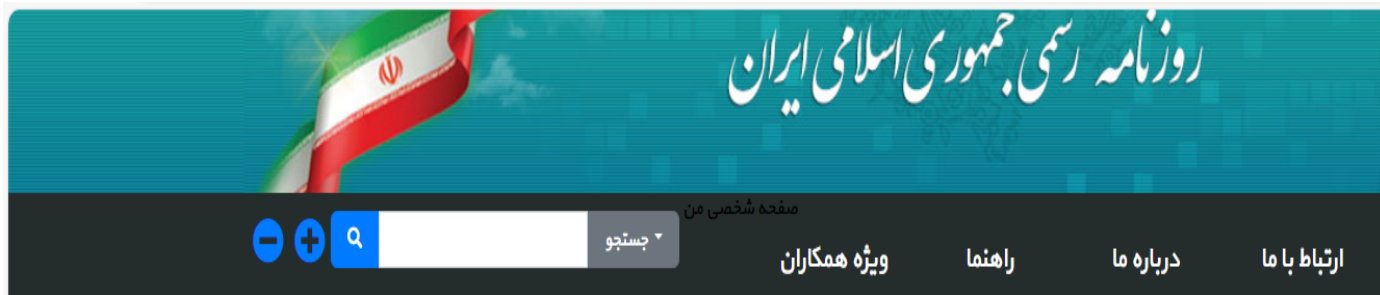 روزنامه رسمی جمهوری اسلامی ایران
صفحه شخصی من
ارتباط با ما
درباره ما
راهنما
ویژه همکاران
جستجو